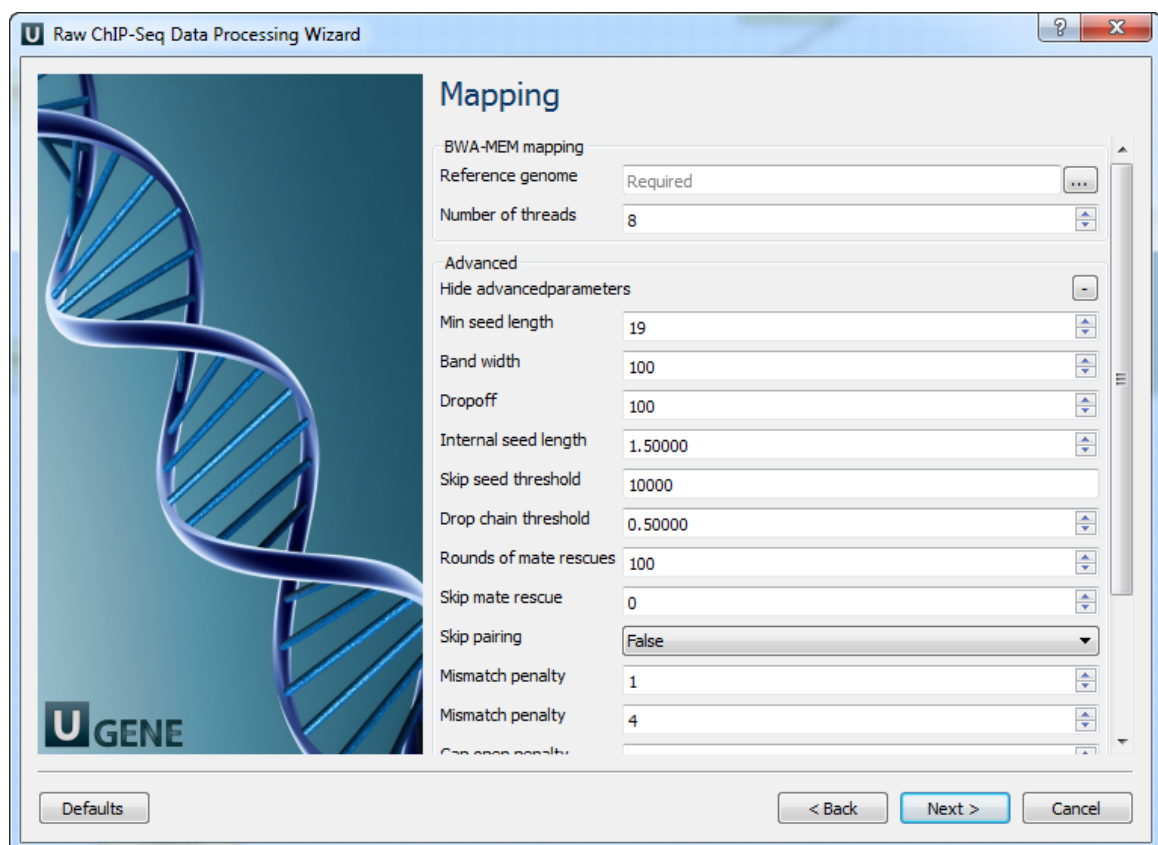 Raw ChIP-Seq Data Processing Wizard
Mapping
BWA-MEM mapping
Reference genome Required ...
Number of threads 8
Advanced
Hide advancedparameters -
Min seed length 19
Band width 100
Dropoff 100
Internal seed length 1.50000
Skip seed threshold 10000
Drop chain threshold 0.50000
Rounds of mate rescues 100
Skip mate rescue 0
Skip pairing False
Mismatch penalty 1
Mismatch penalty 4
Gap open penalty
U GENE
Defaults < Back Next > Cancel